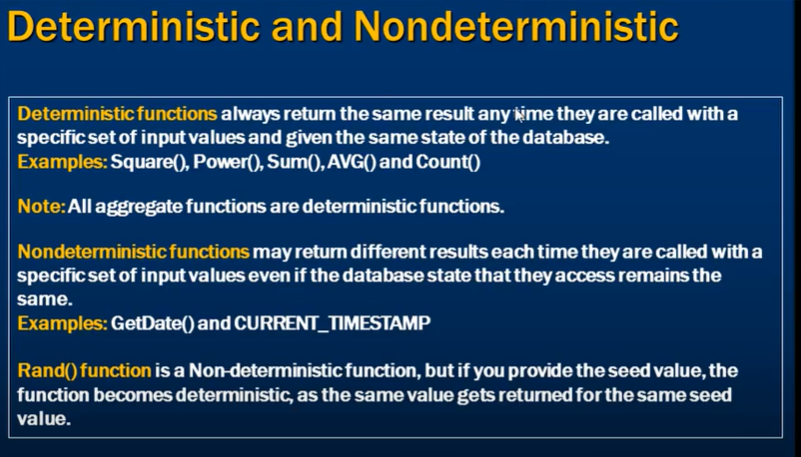 Deterministic and Nondeterministic
Deterministic functions always return the same result any time they are called with a
specific set of input values and given the same state of the database.
Examples: Square(), Power(), Sum(), AVG() and Count()
Note: All aggregate functions are deterministic functions.
Nondeterministic functions may return different results each time they are called with a
specific set of input values even if the database state that they access remains the
same.
Examples: GetDate() and CURRENT_TIMESTAMP
Rand() function is a Non-deterministic function, but if you provide the seed value, the
function becomes deterministic, as the same value gets returned for the same seed
value.